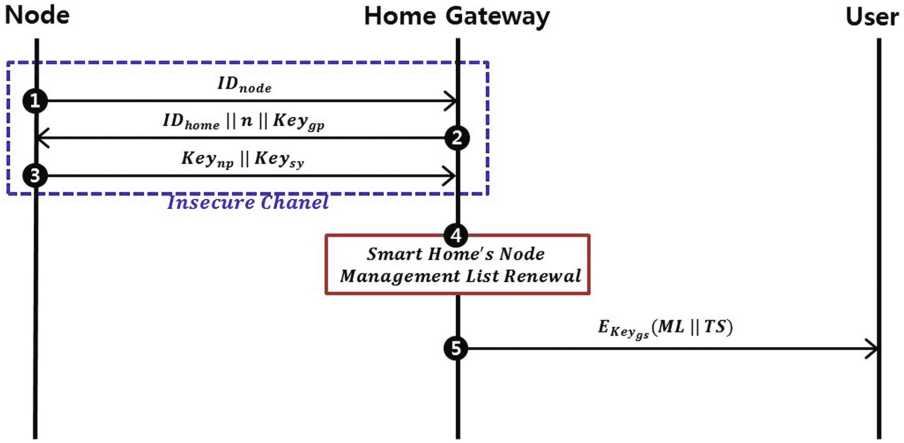 Node Home Gateway User
1 ID_node
ID_home || n || Key_gp 2
3 Key_np || Key_sy
Insecure Chanel
4
Smart Home's Node
Management List Renewal
5 E_Key_gs(ML || TS)